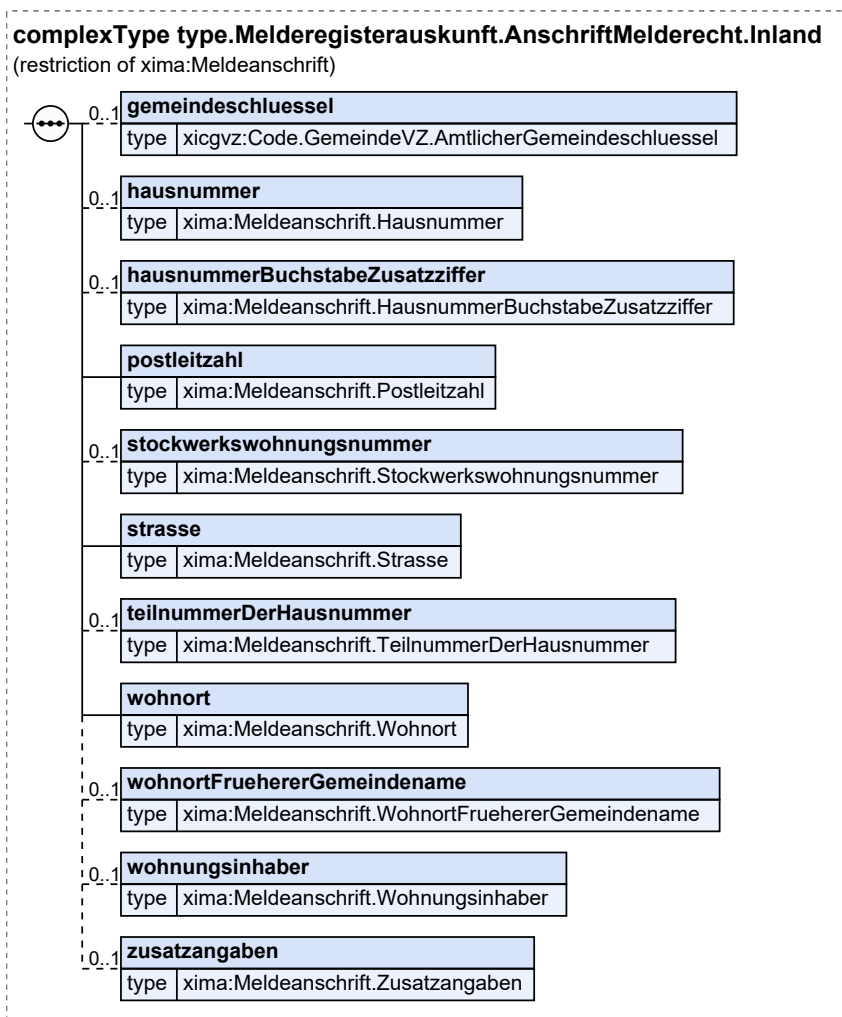 complexType type.Melderegisterauskunft.AnschriftMelderecht.Inland
(restriction of xima:Meldeanschrift)
0..1 gemeindeschluessel
type xicgvz:Code.GemeindeVZ.AmtlicherGemeindeschluessel
0..1 hausnummer
type xima:Meldeanschrift.Hausnummer
0..1 hausnummerBuchstabeZusatzziffer
type xima:Meldeanschrift.HausnummerBuchstabeZusatzziffer
postleitzahl
type xima:Meldeanschrift.Postleitzahl
0..1 stockwerkswohnungsnummer
type xima:Meldeanschrift.Stockwerkswohnungsnummer
strasse
type xima:Meldeanschrift.Strasse
0..1 teilnummerDerHausnummer
type xima:Meldeanschrift.TeilnummerDerHausnummer
wohnort
type xima:Meldeanschrift.Wohnort
0..1 wohnortFruehererGemeindename
type xima:Meldeanschrift.WohnortFruehererGemeindename
0..1 wohnungsinhaber
type xima:Meldeanschrift.Wohnungsinhaber
0..1 zusatzangaben
type xima:Meldeanschrift.Zusatzangaben